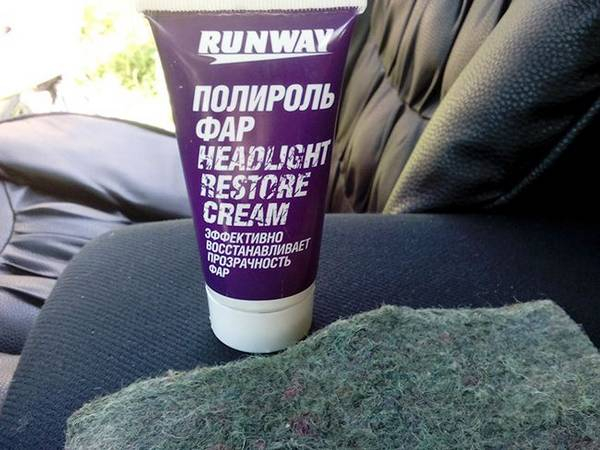 RUNWAY
ПОЛИРОЛЬ
ФАР
HEADLIGHT
RESTORE
CREAM
ЭФФЕКТИВНО
ВОССТАНАВЛИВАЕТ
ПРОЗРАЧНОСТЬ
ФАР